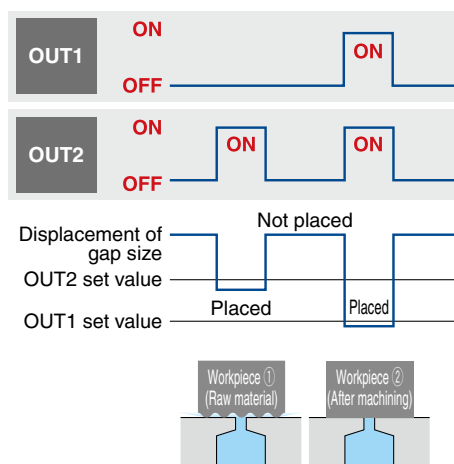 OUT1
ON
ON
OFF
OUT2
ON
ON
ON
OFF
Not placed
Displacement of
gap size
OUT2 set value
Placed
Placed
OUT1 set value
Workpiece ①
(Raw material)
Workpiece ②
(After machining)